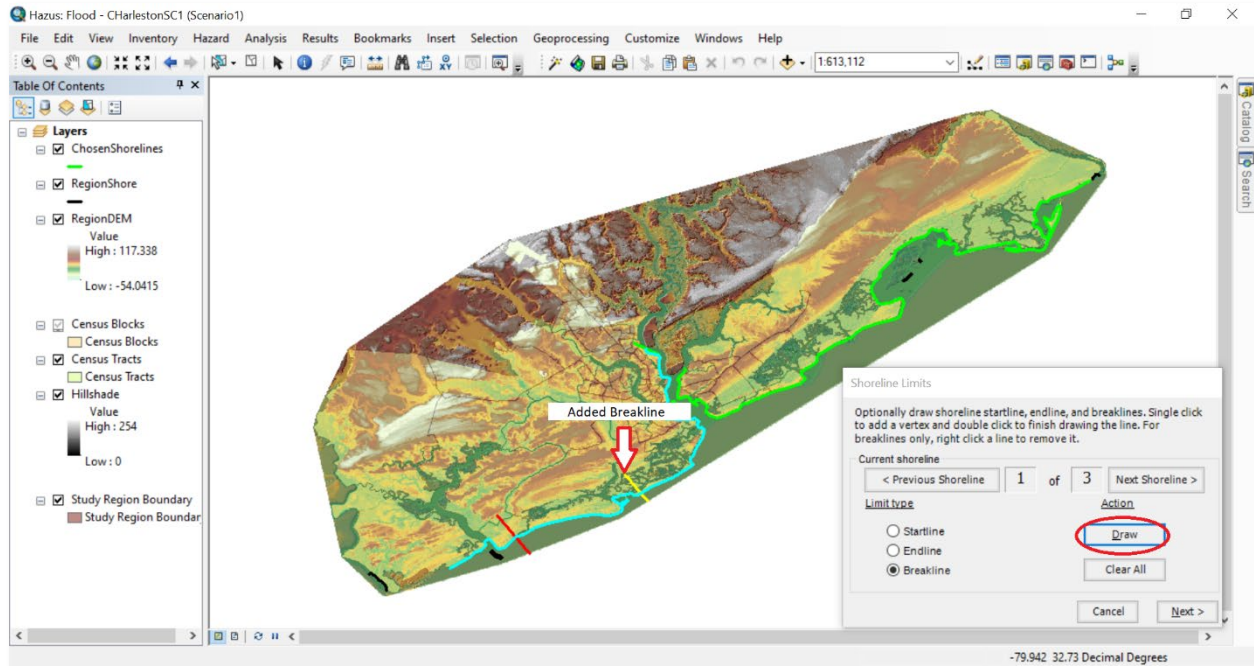 Hazus: Flood - CHarlestonSC1 (Scenario1)
File Edit View Inventory Hazard Analysis Results Bookmarks Insert Selection Geoprocessing Customize Windows Help
1:613,112
Table Of Contents
Layers
ChosenShorelines
RegionShore
RegionDEM
Value
High : 117.338
Low : -54.0415
Census Blocks
Census Blocks
Census Tracts
Census Tracts
Hillshade
Value
High : 254
Low : 0
Study Region Boundary
Study Region Boundar
Added Breakline
Catalog
Search
Shoreline Limits
Optionally draw shoreline startline, endline, and breaklines. Single click
to add a vertex and double click to finish drawing the line. For
breaklines only, right click a line to remove it.
Current shoreline
< Previous Shoreline 1 of 3 Next Shoreline >
Limit type Action
Startline
Draw
Endline
Breakline
Clear All
Cancel Next >
-79.942 32.73 Decimal Degrees